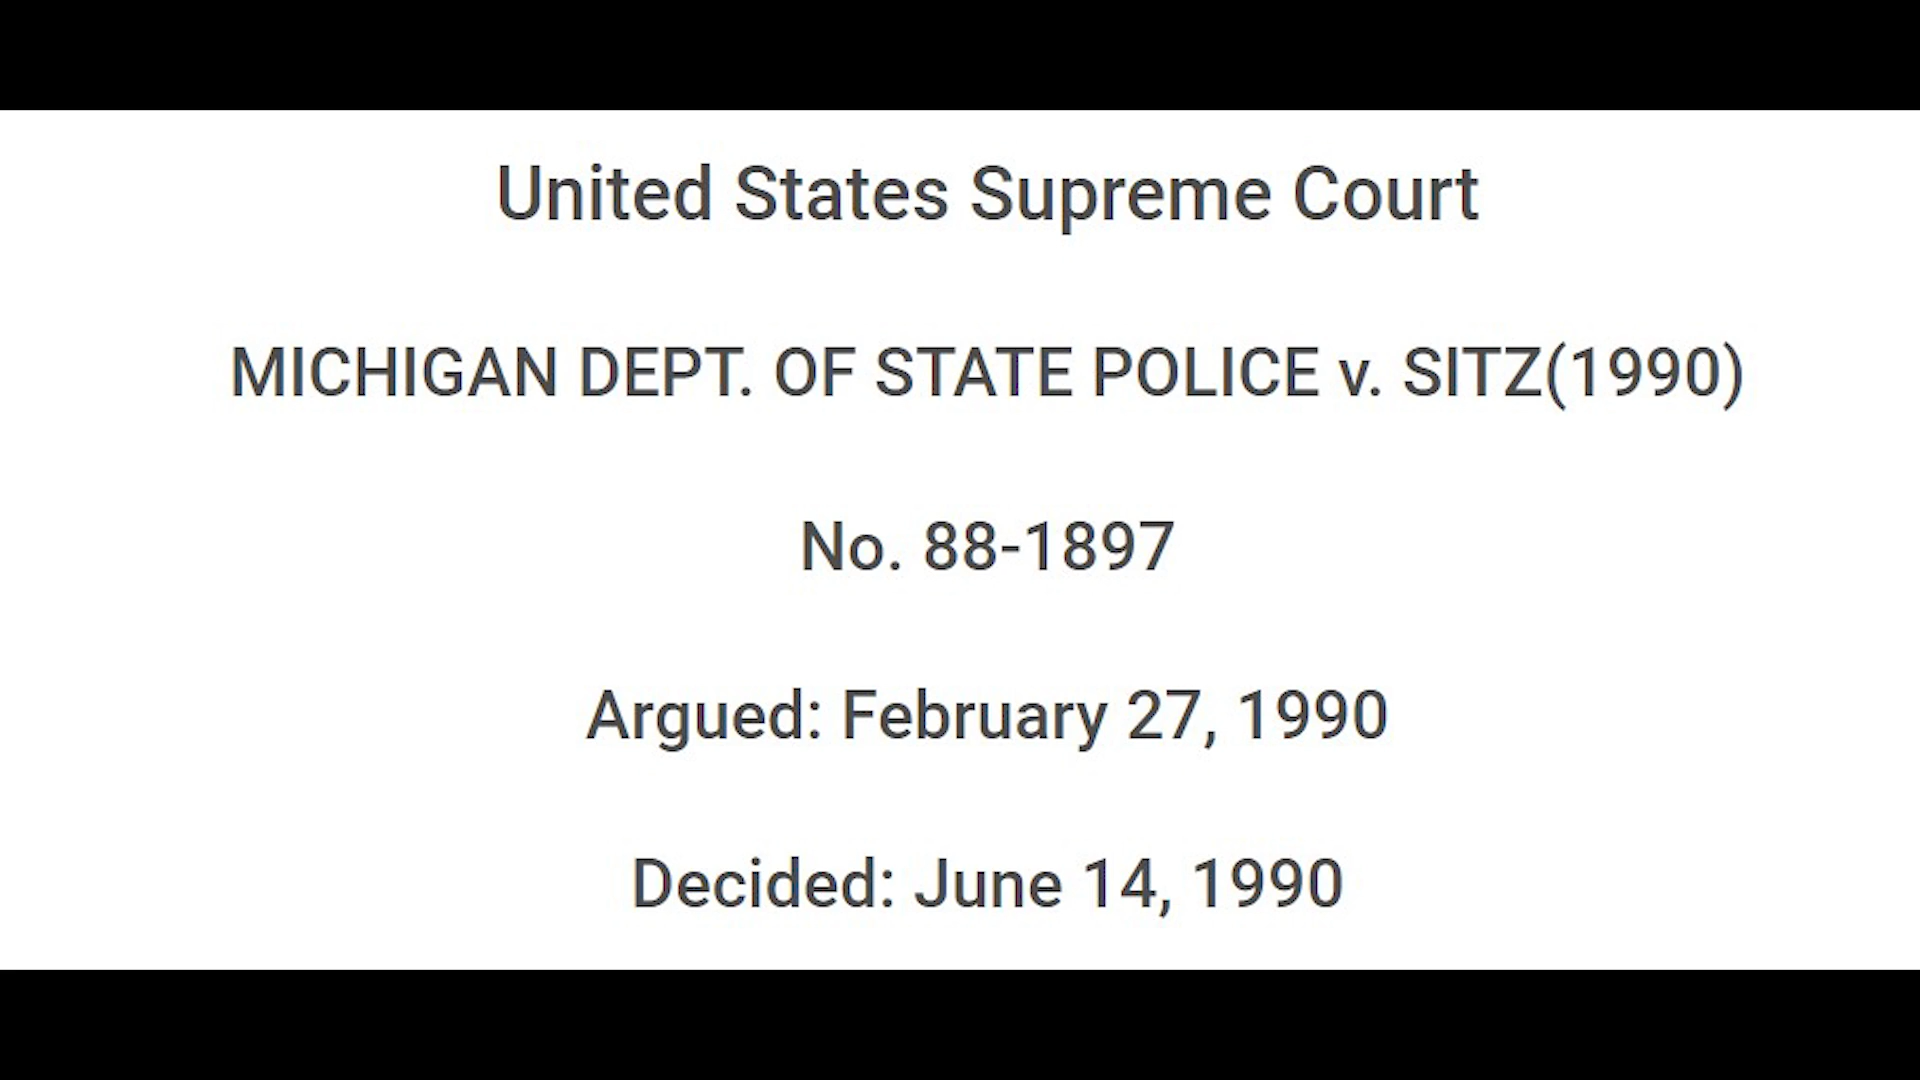 United States Supreme Court
MICHIGAN DEPT. OF STATE POLICE v. SITZ(1990)
No. 88-1897
Argued: February 27, 1990
Decided: June 14, 1990